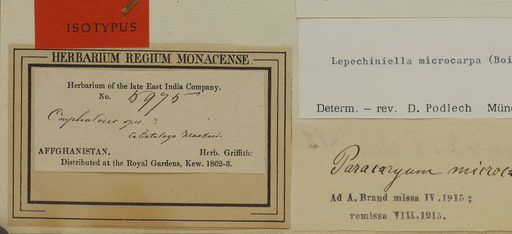 ISOTYPUS
HERBARIUM REGIUM MONACENSE.
Herbarium of the late East India Company.
No. 5975
AFFGHANISTAN. Herb. Griffith:
Distributed at the Royal Gardens, Kew. 1862-3.
Lepechiniella microcarpa (Boi
Determ. – rev. D. Podlech Mün
Paracaryum microca
Ad A. Brand missa IV. 1915;
remissa VIII. 1915.